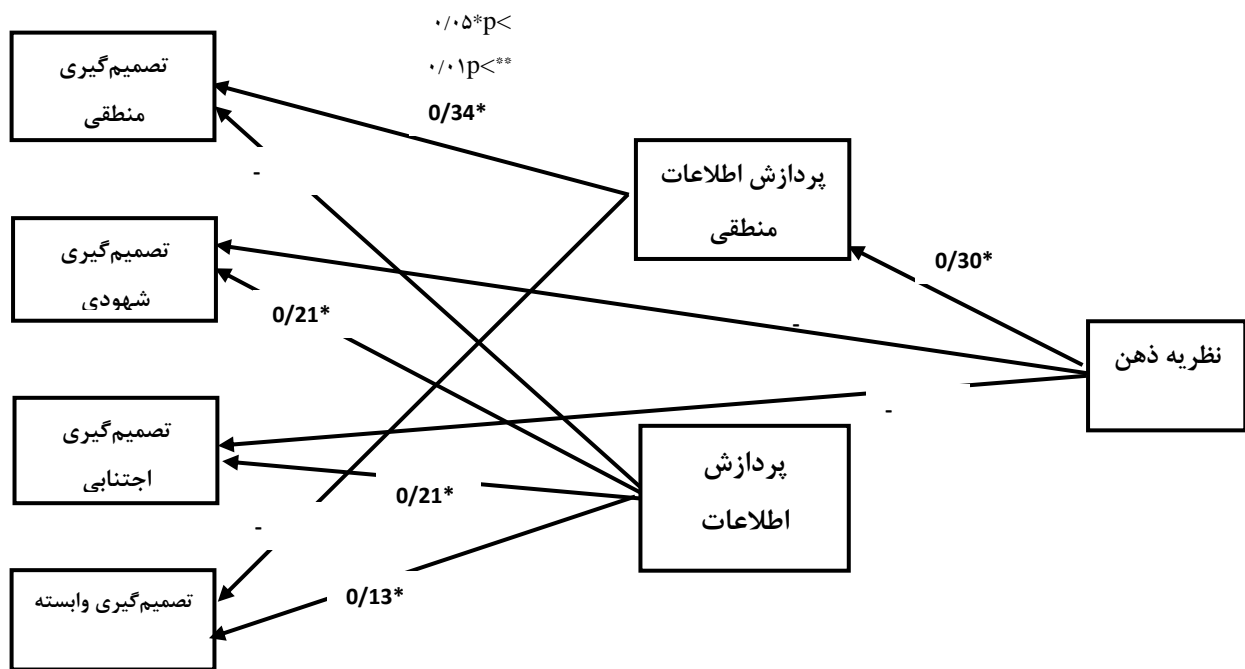 ۰/۰۵*p<
۰/۰۱p<**
تصمیم‌گیری
منطقی
0/34*
پردازش اطلاعات
منطقی
-
تصمیم‌گیری
شهودی
0/30*
0/21*
-
نظریه ذهن
-
تصمیم‌گیری
اجتنابی
پردازش
اطلاعات
0/21*
-
تصمیم‌گیری وابسته
0/13*